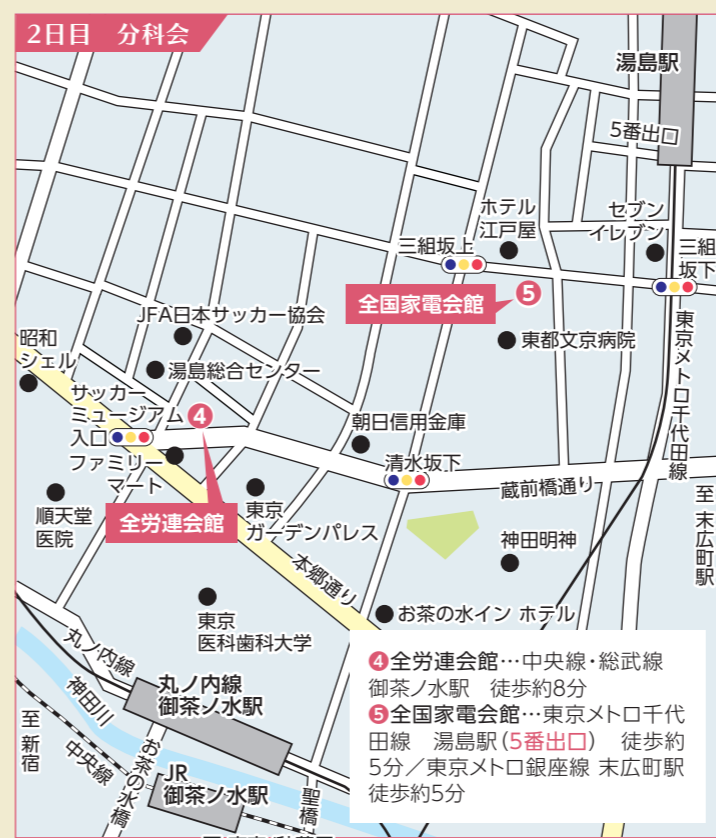 2日目 分科会
湯島駅
5番出口
ホテル
江戸屋
セブン
イレブン
三組坂上
三組
坂下
全国家電会館
5
JFA日本サッカー協会
東都文京病院
昭和
シェル
湯島総合センター
サッカー
ミュージアム
入口
4
朝日信用金庫
東京メトロ千代田線
ファミリー
マート
清水坂下
蔵前橋通り
順天堂
医院
全労連会館
東京
ガーデンパレス
至 末広町駅
神田明神
本郷通り
東京
医科歯科大学
お茶の水イン ホテル
丸ノ内線
丸ノ内線
御茶ノ水駅
神田川
至 新宿
中央線
お茶の水橋
JR
御茶ノ水駅
聖橋
❹全労連会館…中央線・総武線
御茶ノ水駅 徒歩約8分
❺全国家電会館…東京メトロ千代
田線 湯島駅(5番出口) 徒歩約
5分／東京メトロ銀座線 末広町駅
徒歩約5分